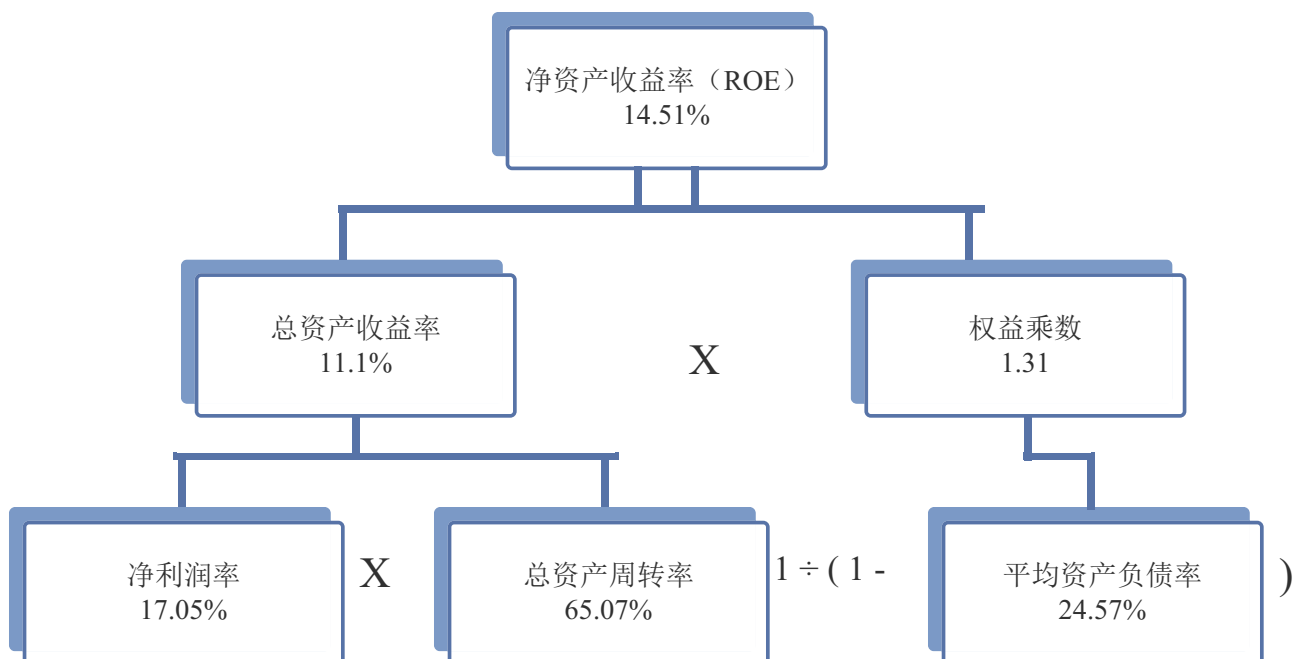 净资产收益率（ROE）
14.51%
总资产收益率
11.1%
X
权益乘数
1.31
净利润率
17.05%
X
总资产周转率
65.07%
1 ÷ ( 1 -
平均资产负债率
24.57%
)